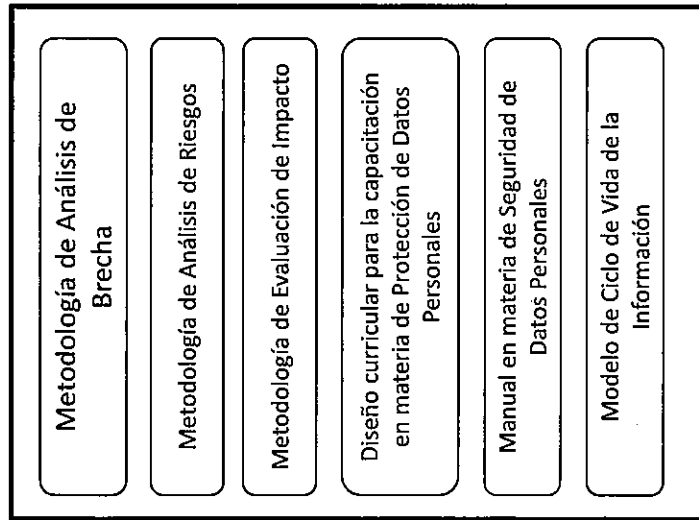 Metodología de Análisis de
Brecha
Metodología de Análisis de Riesgos
Metodología de Evaluación de Impacto
Diseño curricular para la capacitación
en materia de Protección de Datos
Personales
Manual en materia de Seguridad de
Datos Personales
Modelo de Ciclo de Vida de la
Información